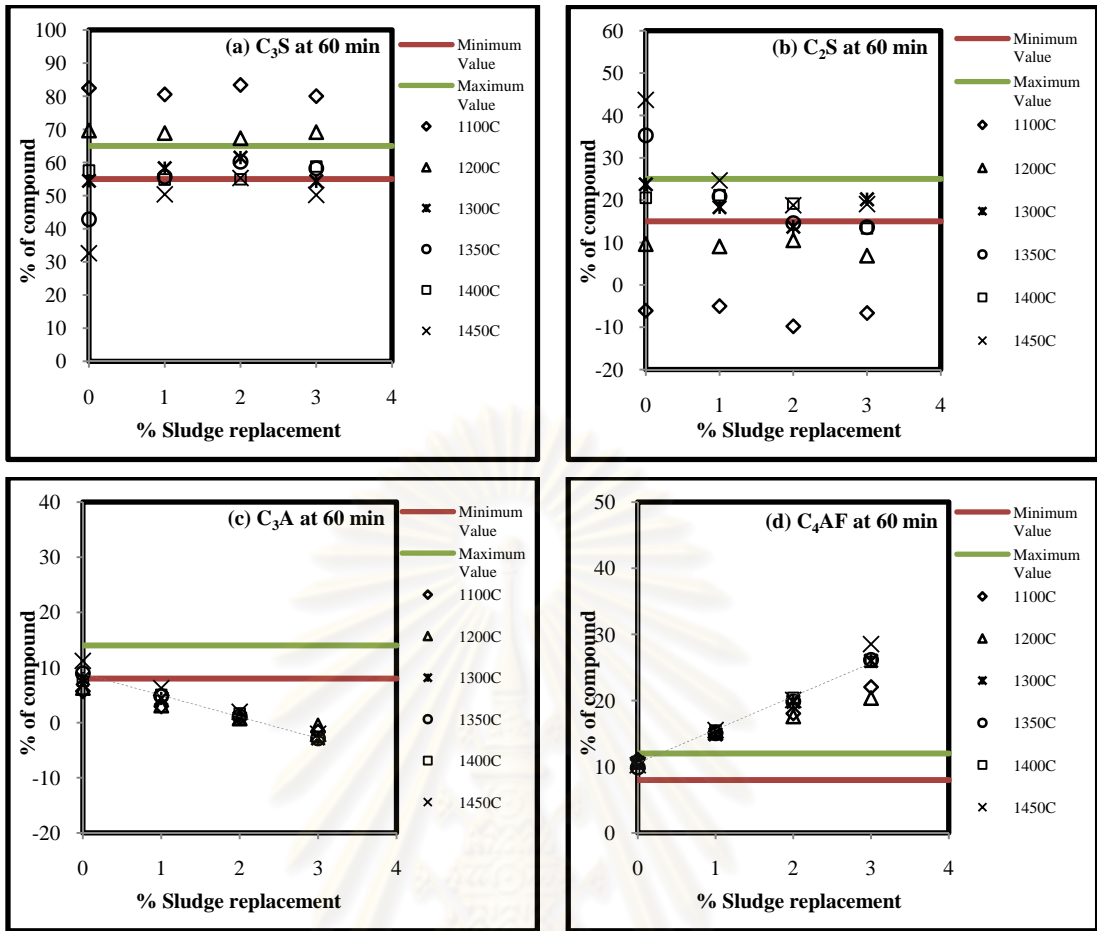 (a) C₃S at 60 min
100
90
80
70
60
50
40
30
20
10
0
0 1 2 3 4
% of compound
% Sludge replacement
Minimum
Value
Maximum
Value
1100C
1200C
1300C
1350C
1400C
1450C
(b) C₂S at 60 min
60
50
40
30
20
10
0
-10
-20
0 1 2 3 4
% of compound
% Sludge replacement
Minimum
Value
Maximum
Value
1100C
1200C
1300C
1350C
1400C
1450C
(c) C₃A at 60 min
40
30
20
10
0
-10
-20
0 1 2 3 4
% of compound
% Sludge replacement
Minimum
Value
Maximum
Value
1100C
1200C
1300C
1350C
1400C
1450C
(d) C₄AF at 60 min
50
40
30
20
10
0
0 1 2 3 4
% of compound
% Sludge replacement
Minimum
Value
Maximum
Value
1100C
1200C
1300C
1350C
1400C
1450C